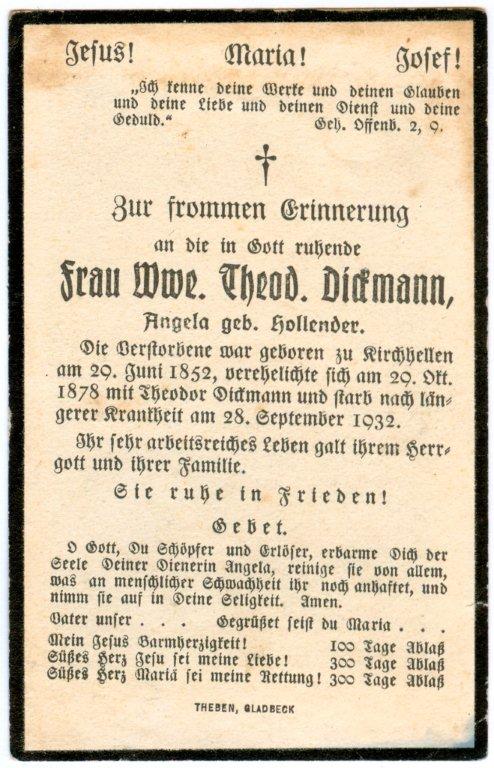 Jesus! Maria! Josef!
„Ich kenne deine Werke und deinen Glauben
und deine Liebe und deinen Dienst und deine
Geduld.“ Geh. Offenb. 2, 9.
Zur frommen Erinnerung
an die in Gott ruhende
Frau Wwe. Theod. Dickmann,
Angela geb. Hollender.
Die Verstorbene war geboren zu Kirchhellen
am 29. Juni 1852, verehelichte sich am 29. Okt.
1878 mit Theodor Dickmann und starb nach län-
gerer Krankheit am 28. September 1932.
Ihr sehr arbeitsreiches Leben galt ihrem Herr-
gott und ihrer Familie.
Sie ruhe in Frieden!
Gebet.
O Gott, Du Schöpfer und Erlöser, erbarme Dich der
Seele Deiner Dienerin Angela, reinige sie von allem,
was an menschlicher Schwachheit ihr noch anhaftet, und
nimm sie auf in Deine Seligkeit. Amen.
Vater unser . . . Gegrüßet seist du Maria . . .
Mein Jesus Barmherzigkeit! 100 Tage Ablaß
Süßes Herz Jesu sei meine Liebe! 300 Tage Ablaß
Süßes Herz Mariä sei meine Rettung! 300 Tage Ablaß
THEBEN, GLADBECK